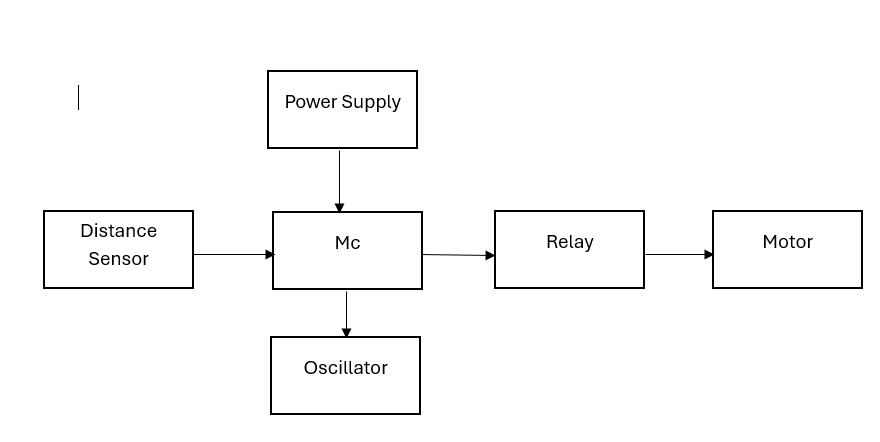 Power Supply
Distance
Sensor
Mc
Relay
Motor
Oscillator